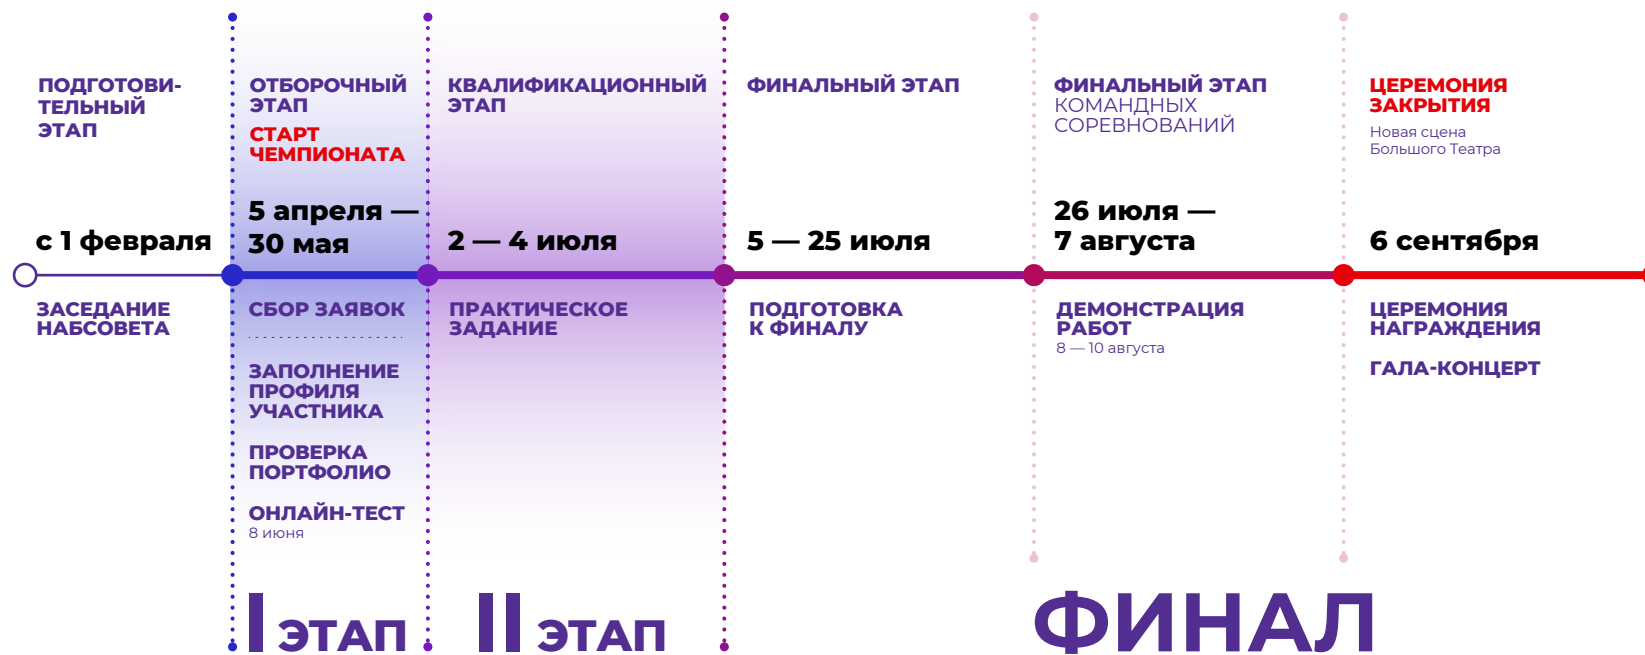 ПОДГОТОВИ-
ТЕЛЬНЫЙ
ЭТАП
с 1 февраля
ЗАСЕДАНИЕ
НАБСОВЕТА
ОТБОРОЧНЫЙ
ЭТАП
СТАРТ
ЧЕМПИОНАТА
5 апреля —
30 мая
СБОР ЗАЯВОК
ЗАПОЛНЕНИЕ
ПРОФИЛЯ
УЧАСТНИКА
ПРОВЕРКА
ПОРТФОЛИО
ОНЛАЙН-ТЕСТ
8 июня
I ЭТАП
КВАЛИФИКАЦИОННЫЙ
ЭТАП
2 — 4 июля
ПРАКТИЧЕСКОЕ
ЗАДАНИЕ
II ЭТАП
ФИНАЛЬНЫЙ ЭТАП
5 — 25 июля
ПОДГОТОВКА
К ФИНАЛУ
ФИНАЛЬНЫЙ ЭТАП
КОМАНДНЫХ
СОРЕВНОВАНИЙ
26 июля —
7 августа
ДЕМОНСТРАЦИЯ
РАБОТ
8 — 10 августа
ЦЕРЕМОНИЯ
ЗАКРЫТИЯ
Новая сцена
Большого Театра
6 сентября
ЦЕРЕМОНИЯ
НАГРАЖДЕНИЯ
ГАЛА-КОНЦЕРТ
ФИНАЛ